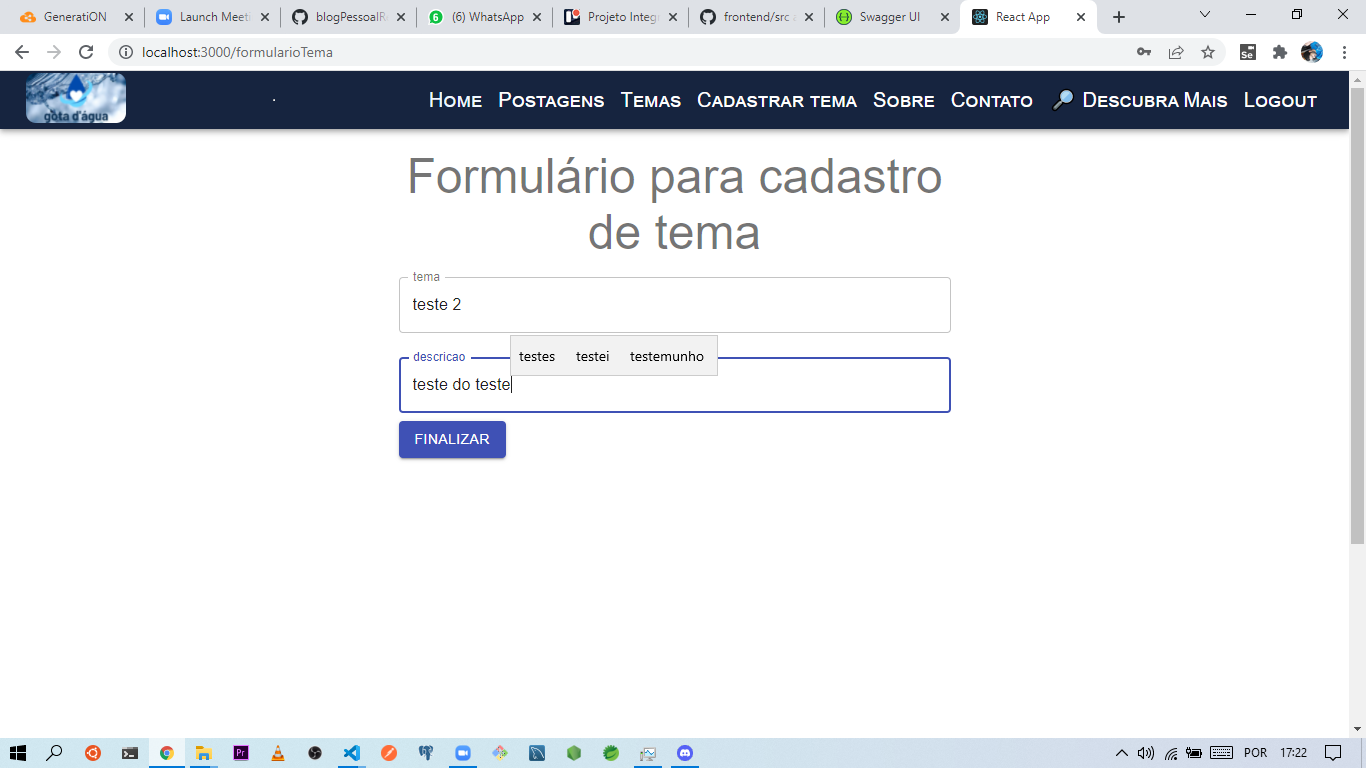 GeneratiON
Launch Meeti
blogPessoalR
(6) WhatsApp
Projeto Integr
frontend/src a
Swagger UI
React App
localhost:3000/formularioTema
Se
gota d'água
Home Postagens Temas Cadastrar tema Sobre Contato Descubra Mais Logout
Formulário para cadastro
de tema
tema
teste 2
testes testei testemunho
descricao
teste do teste
FINALIZAR
Pr
POR
17:22